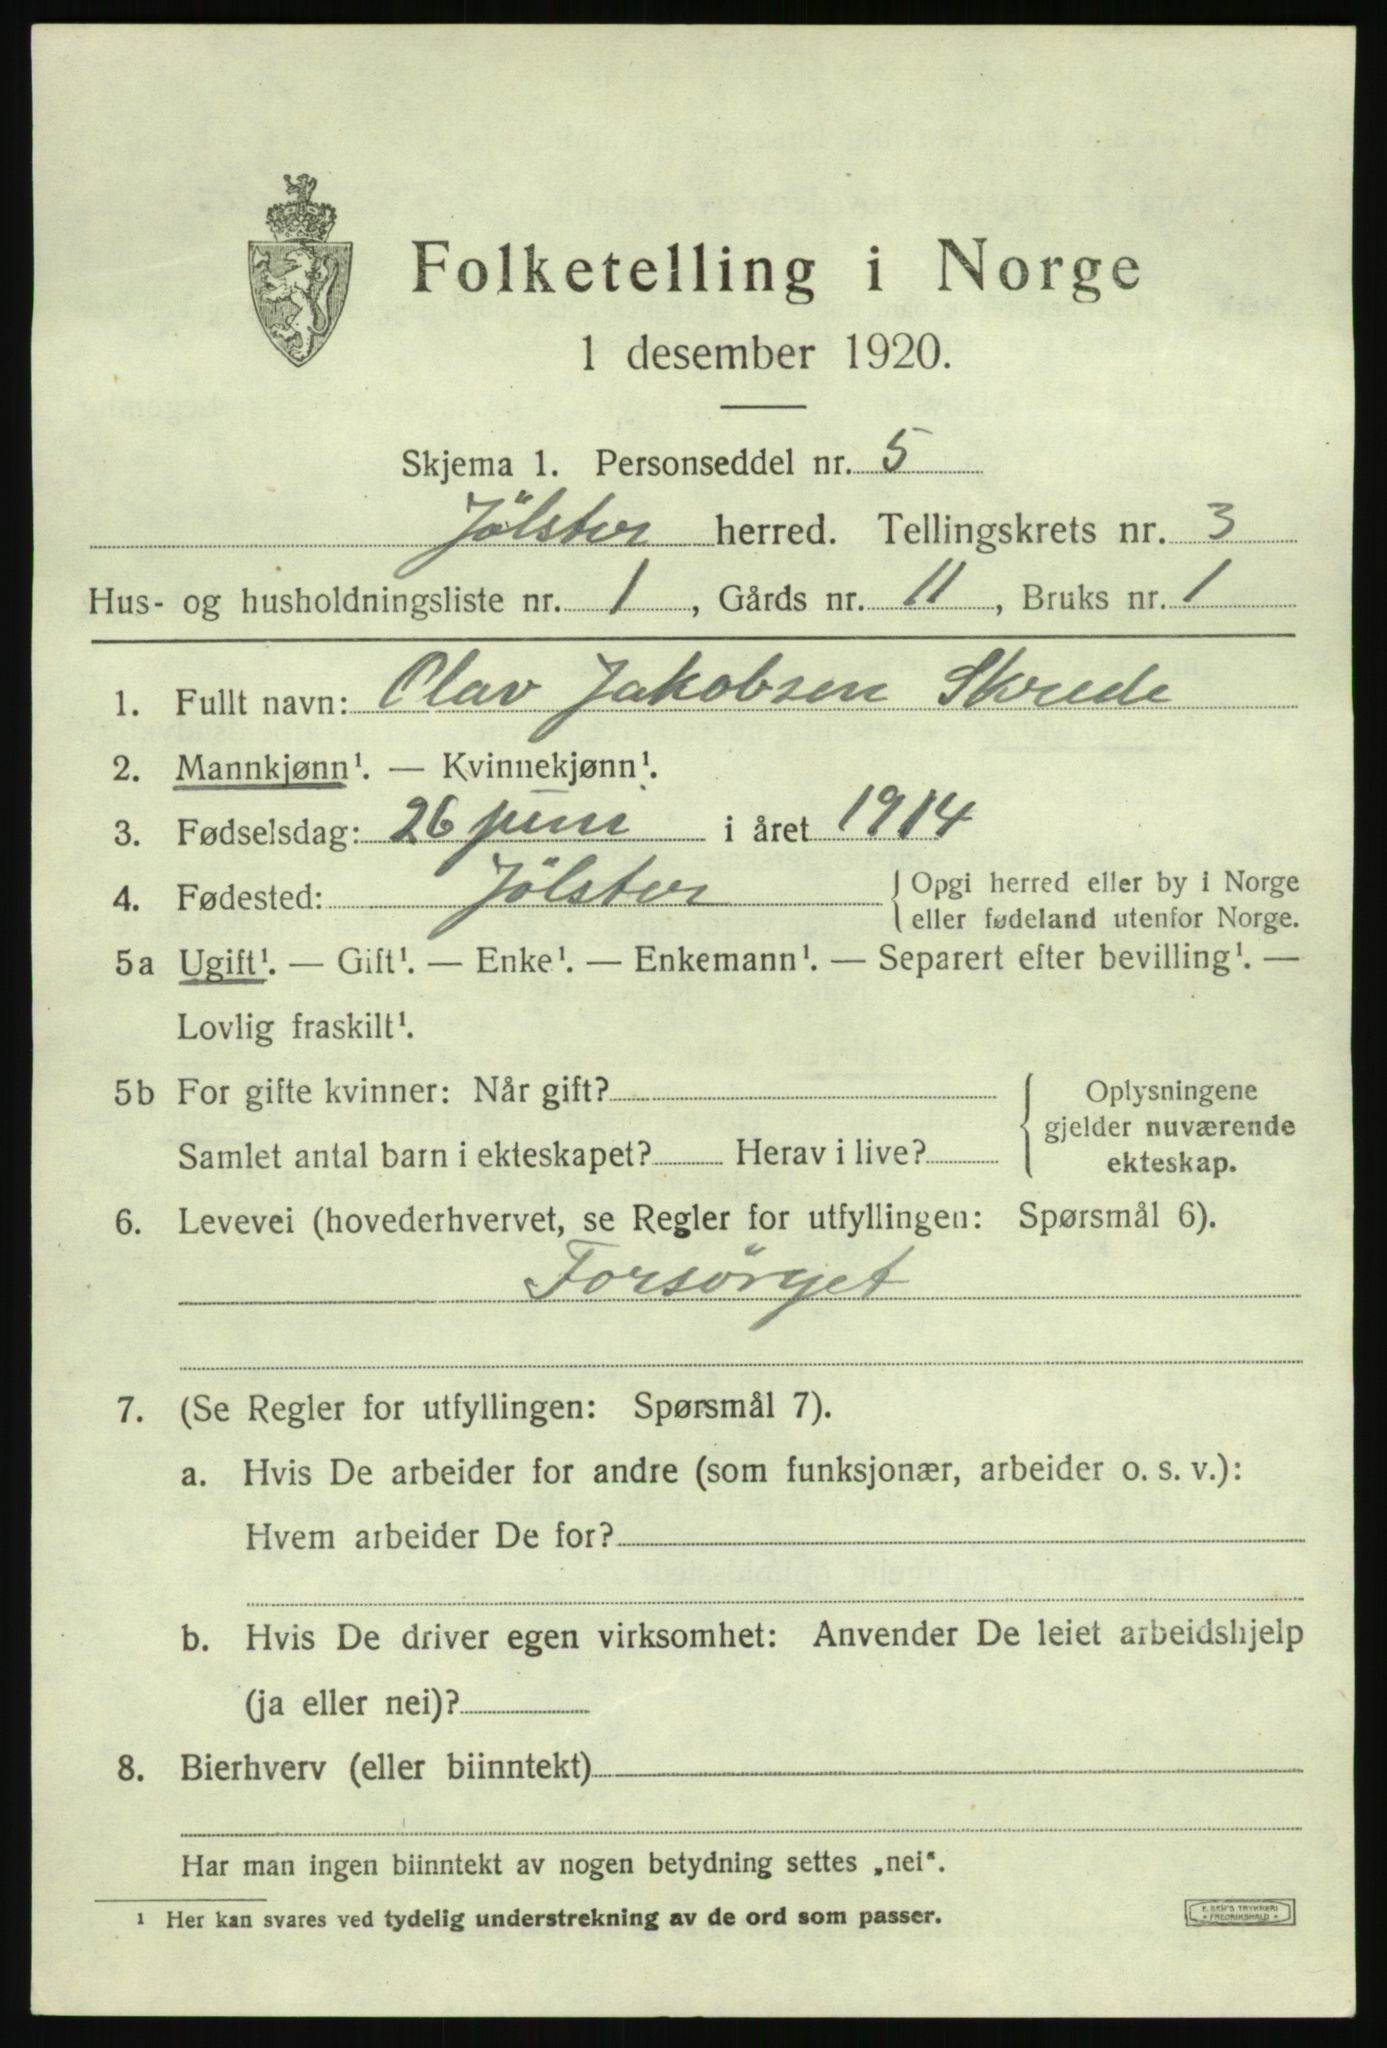 Folketelling i Norge
1 desember 1920.
Skjema 1. Personseddel nr. 5
Jölster herred. Tellingskrets nr. 3
Hus- og husholdningsliste nr. 1, Gårds nr. 11, Bruks nr. 1
1. Fullt navn: Olav Jakobsen Skrede
2. Mannkjønn¹. — Kvinnekjønn¹.
3. Fødselsdag: 26 juni i året 1914
4. Fødested: Jölster { Opgi herred eller by i Norge
eller fødeland utenfor Norge.
5a Ugift¹. — Gift¹. — Enke¹. — Enkemann¹. — Separert efter bevilling¹. —
Lovlig fraskilt¹.
5b For gifte kvinner: Når gift?
Samlet antal barn i ekteskapet? Herav i live?
Oplysningene
gjelder nuværende
ekteskap.
6. Levevei (hovederhvervet, se Regler for utfyllingen: Spørsmål 6).
Forsörget
7. (Se Regler for utfyllingen: Spørsmål 7).
a. Hvis De arbeider for andre (som funksjonær, arbeider o. s. v.):
Hvem arbeider De for?
b. Hvis De driver egen virksomhet: Anvender De leiet arbeidshjelp
(ja eller nei)?
8. Bierhverv (eller biinntekt)
Har man ingen biinntekt av nogen betydning settes „nei“.
¹ Her kan svares ved tydelig understrekning av de ord som passer.
TRYKKERI
FREDRIKSHALD